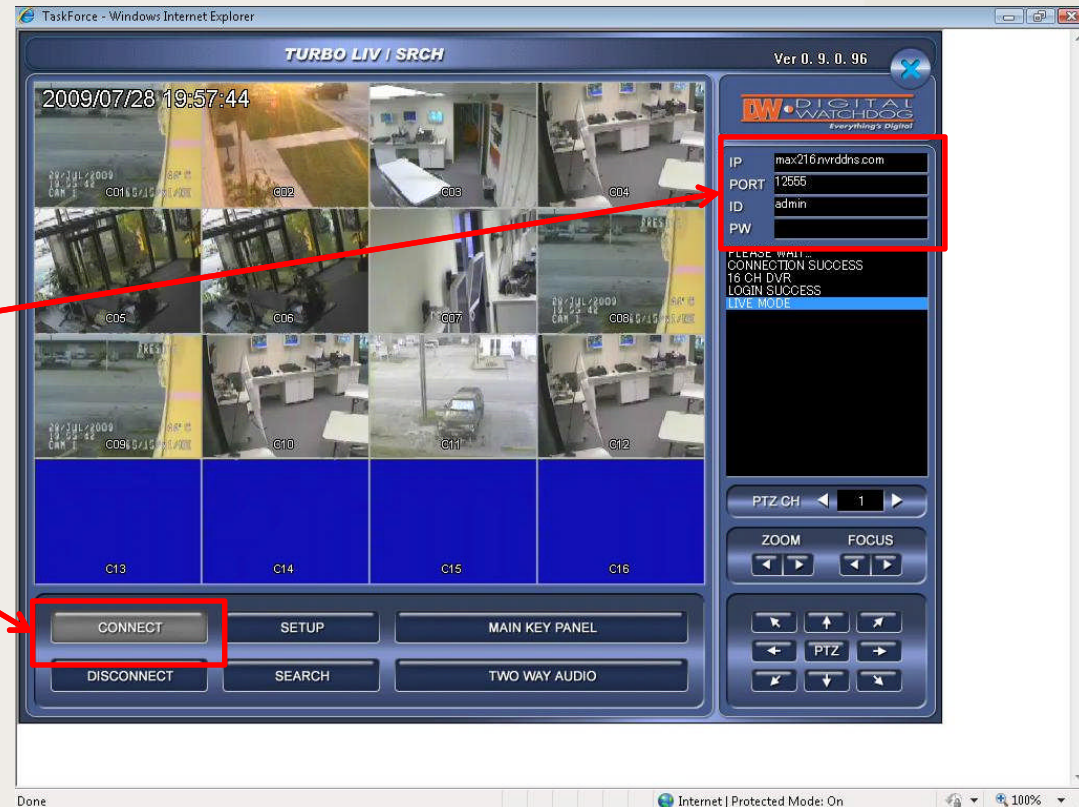 TaskForce - Windows Internet Explorer
TURBO LIV / SRCH
Ver 0. 9. 0. 96
2009/07/28 19:57:44
DIGITAL
WATCHDOG
Everything's Digital
IP max216.nvrddns.com
PORT 12555
ID admin
PW
PLEASE WAIT...
CONNECTION SUCCESS
16 CH DVR
LOGIN SUCCESS
LIVE MODE
C01
C02
C03
C04
C05
C06
C07
C08
C09
C10
C11
C12
C13
C14
C15
C16
PTZ CH 1
ZOOM FOCUS
PTZ
CONNECT SETUP MAIN KEY PANEL
DISCONNECT SEARCH TWO WAY AUDIO
Done
Internet | Protected Mode: On
100%